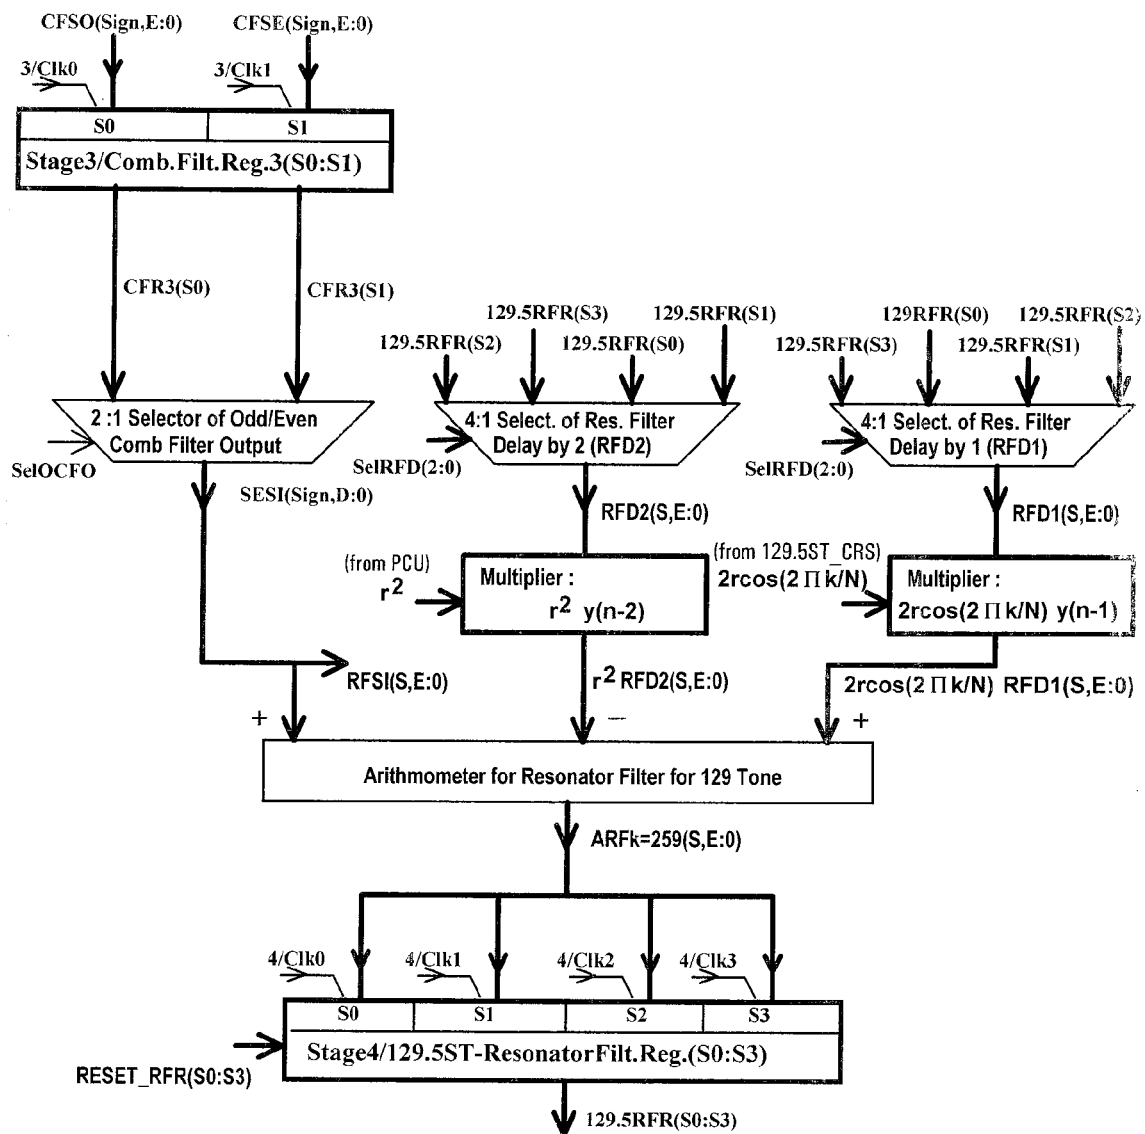 CFSO(Sign,E:0)
CFSE(Sign,E:0)
3/Clk0
3/Clk1
S0
S1
Stage3/Comb.Filt.Reg.3(S0:S1)
CFR3(S0)
CFR3(S1)
129.5RFR(S3)
129.5RFR(S1)
129RFR(S0)
129.5RFR(S2)
129.5RFR(S2)
129.5RFR(S0)
129.5RFR(S3)
129.5RFR(S1)
2 :1 Selector of Odd/Even
Comb Filter Output
4:1 Select. of Res. Filter
Delay by 2 (RFD2)
4:1 Select. of Res. Filter
Delay by 1 (RFD1)
SelOCFO
SelRFD(2:0)
SelRFD(2:0)
SESI(Sign,D:0)
RFD2(S,E:0)
RFD1(S,E:0)
(from PCU)
r²
Multiplier :
r² y(n-2)
(from 129.5ST_CRS)
2rcos(2 Π k/N)
Multiplier :
2rcos(2 Π k/N) y(n-1)
RFSI(S,E:0)
r² RFD2(S,E:0)
2rcos(2 Π k/N) RFD1(S,E:0)
+
−
+
Arithmometer for Resonator Filter for 129 Tone
ARFk=259(S,E:0)
4/Clk0
4/Clk1
4/Clk2
4/Clk3
S0
S1
S2
S3
Stage4/129.5ST-ResonatorFilt.Reg.(S0:S3)
RESET_RFR(S0:S3)
129.5RFR(S0:S3)